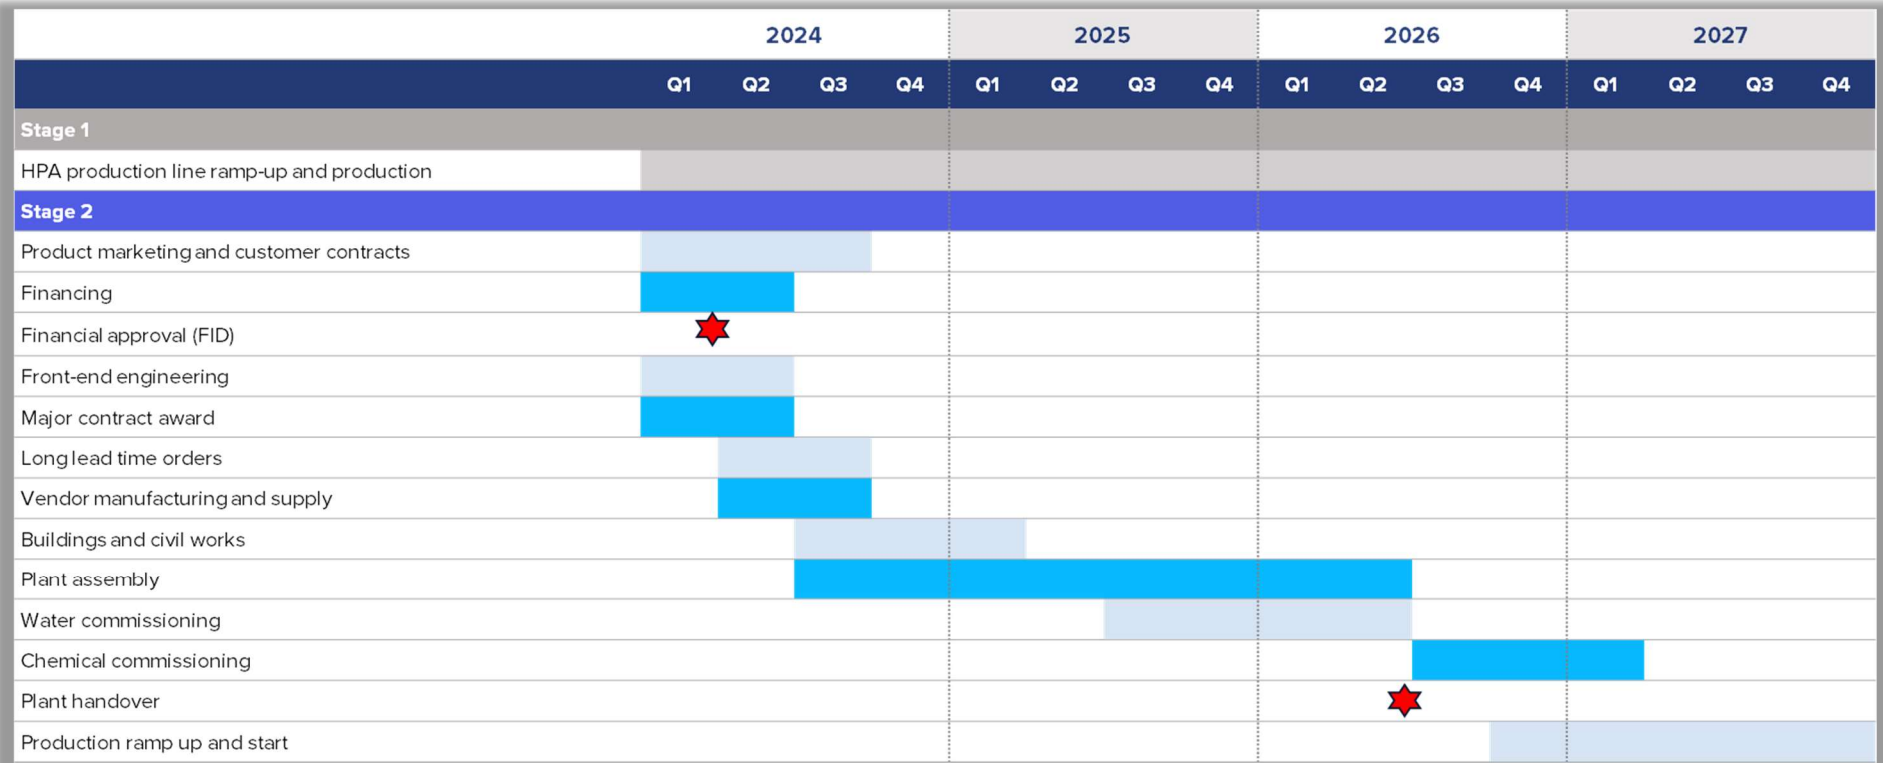 2024 2025 2026 2027
Q1 Q2 Q3 Q4 Q1 Q2 Q3 Q4 Q1 Q2 Q3 Q4 Q1 Q2 Q3 Q4
Stage 1
HPA production line ramp-up and production
Stage 2
Product marketing and customer contracts
Financing
Financial approval (FID)
Front-end engineering
Major contract award
Long lead time orders
Vendor manufacturing and supply
Buildings and civil works
Plant assembly
Water commissioning
Chemical commissioning
Plant handover
Production ramp up and start